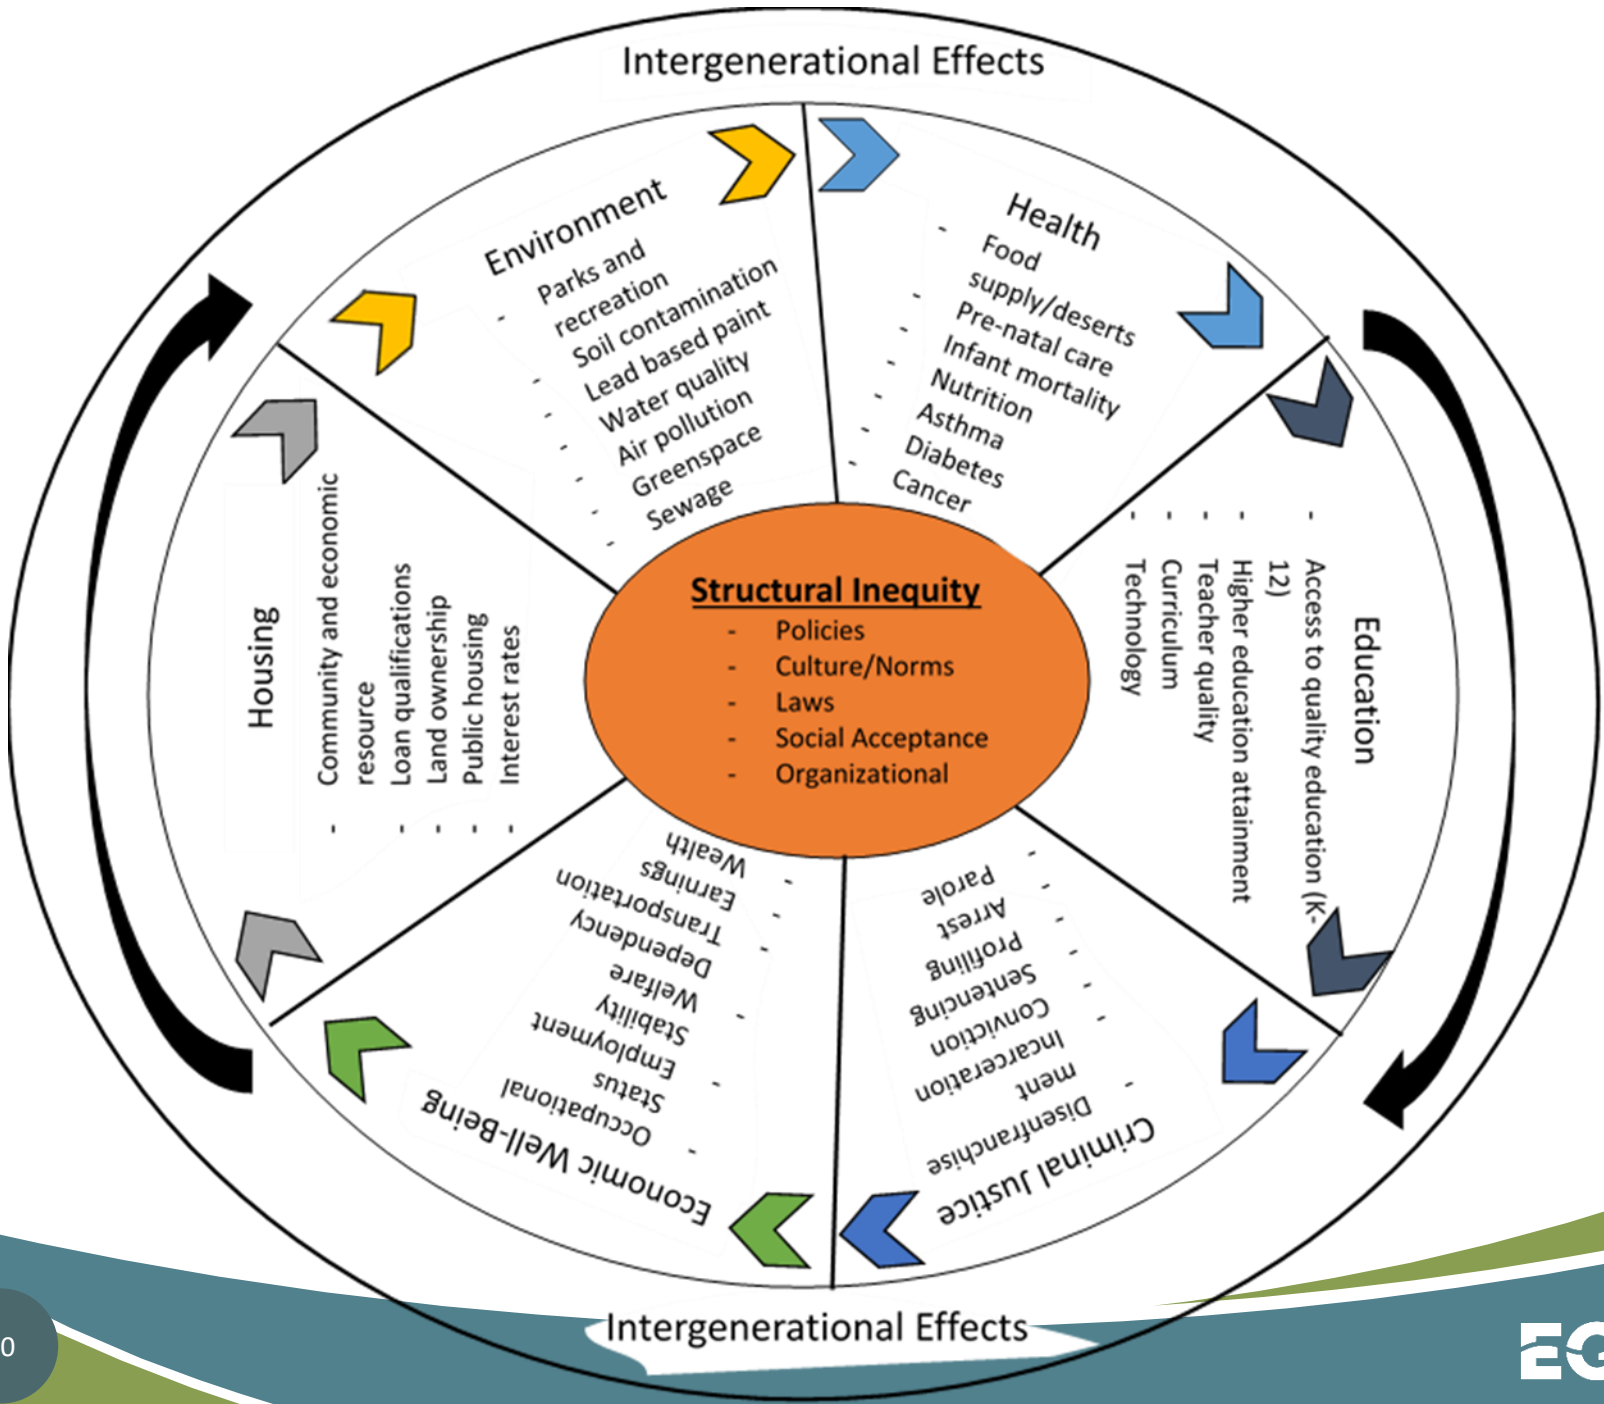 Intergenerational Effects
Environment
- Parks and
recreation
- Soil contamination
- Lead based paint
- Water quality
- Air pollution
- Greenspace
- Sewage
Health
- Food
supply/deserts
- Pre-natal care
- Infant mortality
- Nutrition
- Asthma
- Diabetes
- Cancer
Education
- Access to quality education (K-
12)
- Higher education attainment
- Teacher quality
- Curriculum
- Technology
Criminal Justice
- Disenfranchise
ment
- Incarceration
- Conviction
- Sentencing
- Profiling
- Arrest
- Parole
Economic Well-Being
- Occupational
Status
- Employment
Stability
- Welfare
Dependency
- Transportation
- Earnings
- Wealth
Housing
- Community and economic
resource
- Loan qualifications
- Land ownership
- Public housing
- Interest rates
Structural Inequity
- Policies
- Culture/Norms
- Laws
- Social Acceptance
- Organizational
Intergenerational Effects
0